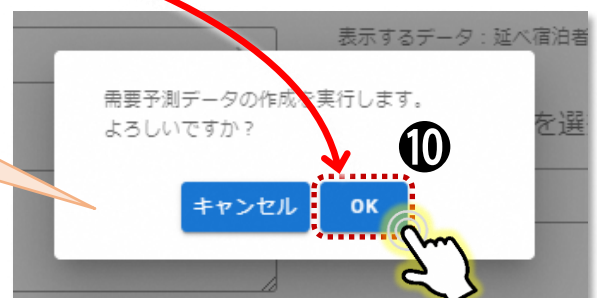 表示するデータ：延べ宿泊者
需要予測データの作成を実行します。
よろしいですか？
を選
⑩
キャンセル
OK